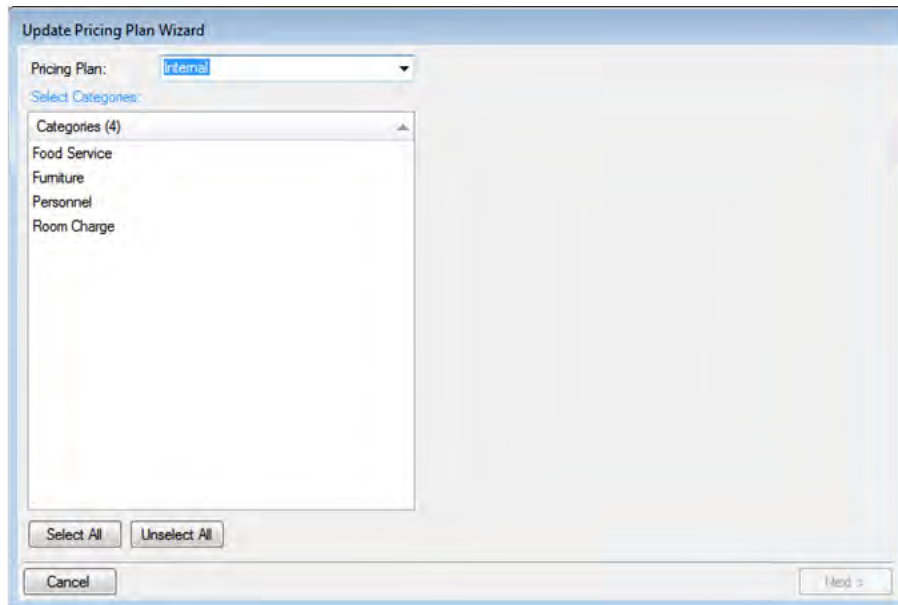 Update Pricing Plan Wizard
Pricing Plan: Internal
Select Categories:
Categories (4)
Food Service
Furniture
Personnel
Room Charge
Select All Unselect All
Cancel Next >